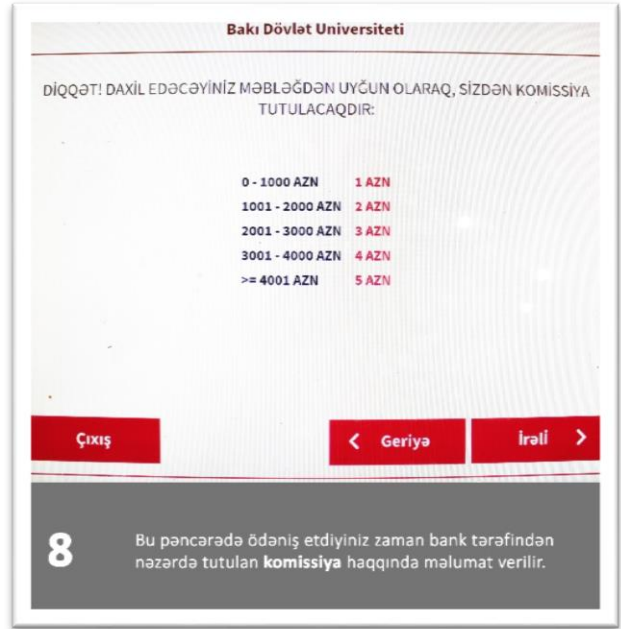 Bakı Dövlət Universiteti
DİQQƏT! DAXİL EDƏCƏYİNİZ MƏBLƏĞDƏN UYĞUN OLARAQ, SİZDƏN KOMİSSİYA
TUTULACAQDIR:
0 - 1000 AZN 1 AZN
1001 - 2000 AZN 2 AZN
2001 - 3000 AZN 3 AZN
3001 - 4000 AZN 4 AZN
>= 4001 AZN 5 AZN
Çıxış Geriyə İrəli
8 Bu pəncərədə ödəniş etdiyiniz zaman bank tərəfindən
nəzərdə tutulan komissiya haqqında məlumat verilir.